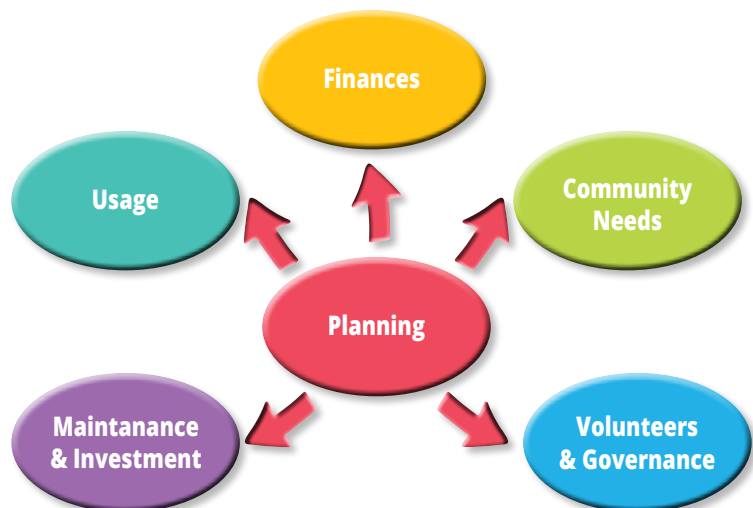 Finances
Usage
Community
Needs
Planning
Maintanance
& Investment
Volunteers
& Governance